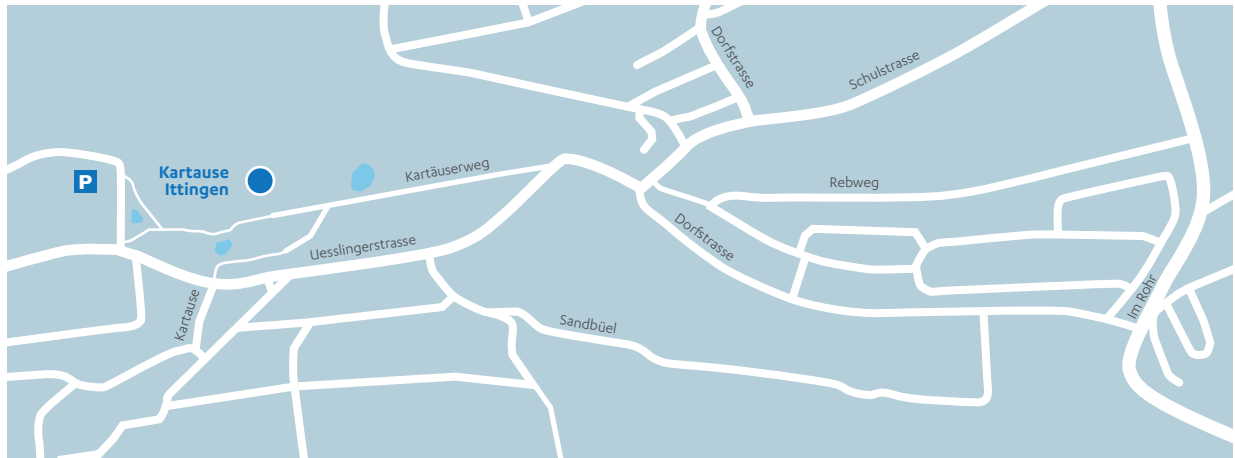 Dorfstrasse
Schulstrasse
P
Kartause
Ittingen
Kartäuserweg
Rebweg
Uesslingerstrasse
Dorfstrasse
Kartause
Sandbüel
Im Rohr